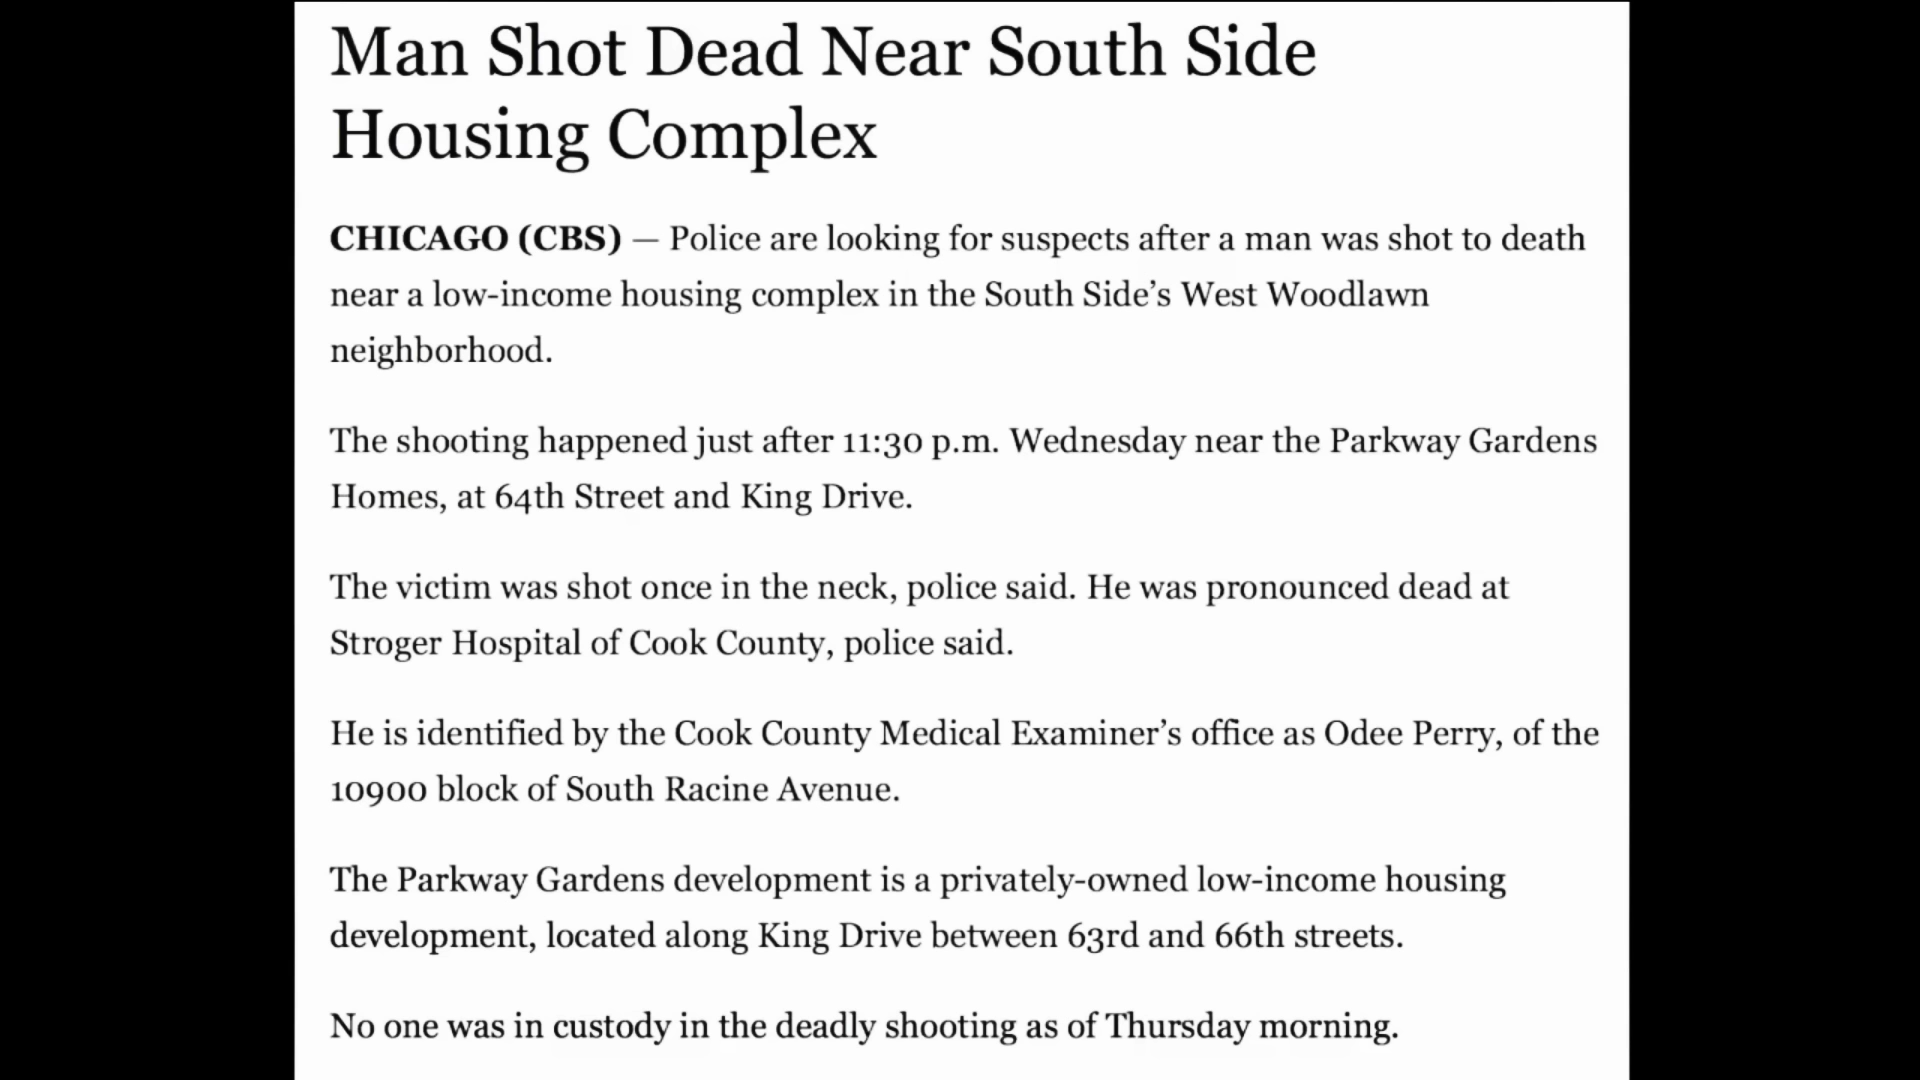 Man Shot Dead Near South Side
Housing Complex
CHICAGO (CBS) — Police are looking for suspects after a man was shot to death
near a low-income housing complex in the South Side’s West Woodlawn
neighborhood.
The shooting happened just after 11:30 p.m. Wednesday near the Parkway Gardens
Homes, at 64th Street and King Drive.
The victim was shot once in the neck, police said. He was pronounced dead at
Stroger Hospital of Cook County, police said.
He is identified by the Cook County Medical Examiner’s office as Odee Perry, of the
10900 block of South Racine Avenue.
The Parkway Gardens development is a privately-owned low-income housing
development, located along King Drive between 63rd and 66th streets.
No one was in custody in the deadly shooting as of Thursday morning.